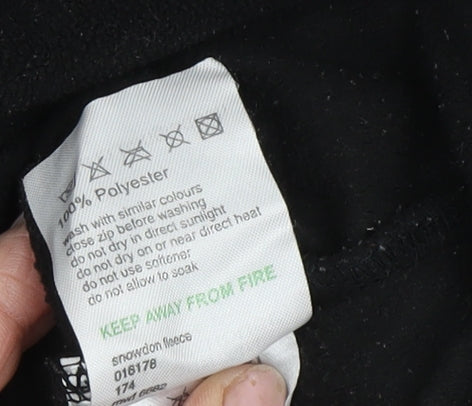 100% Polyester
wash with similar colours
close zip before washing
do not dry in direct sunlight
do not dry on or near direct heat
do not use softener
do not allow to soak
KEEP AWAY FROM FIRE
snowdon fleece
016178
174